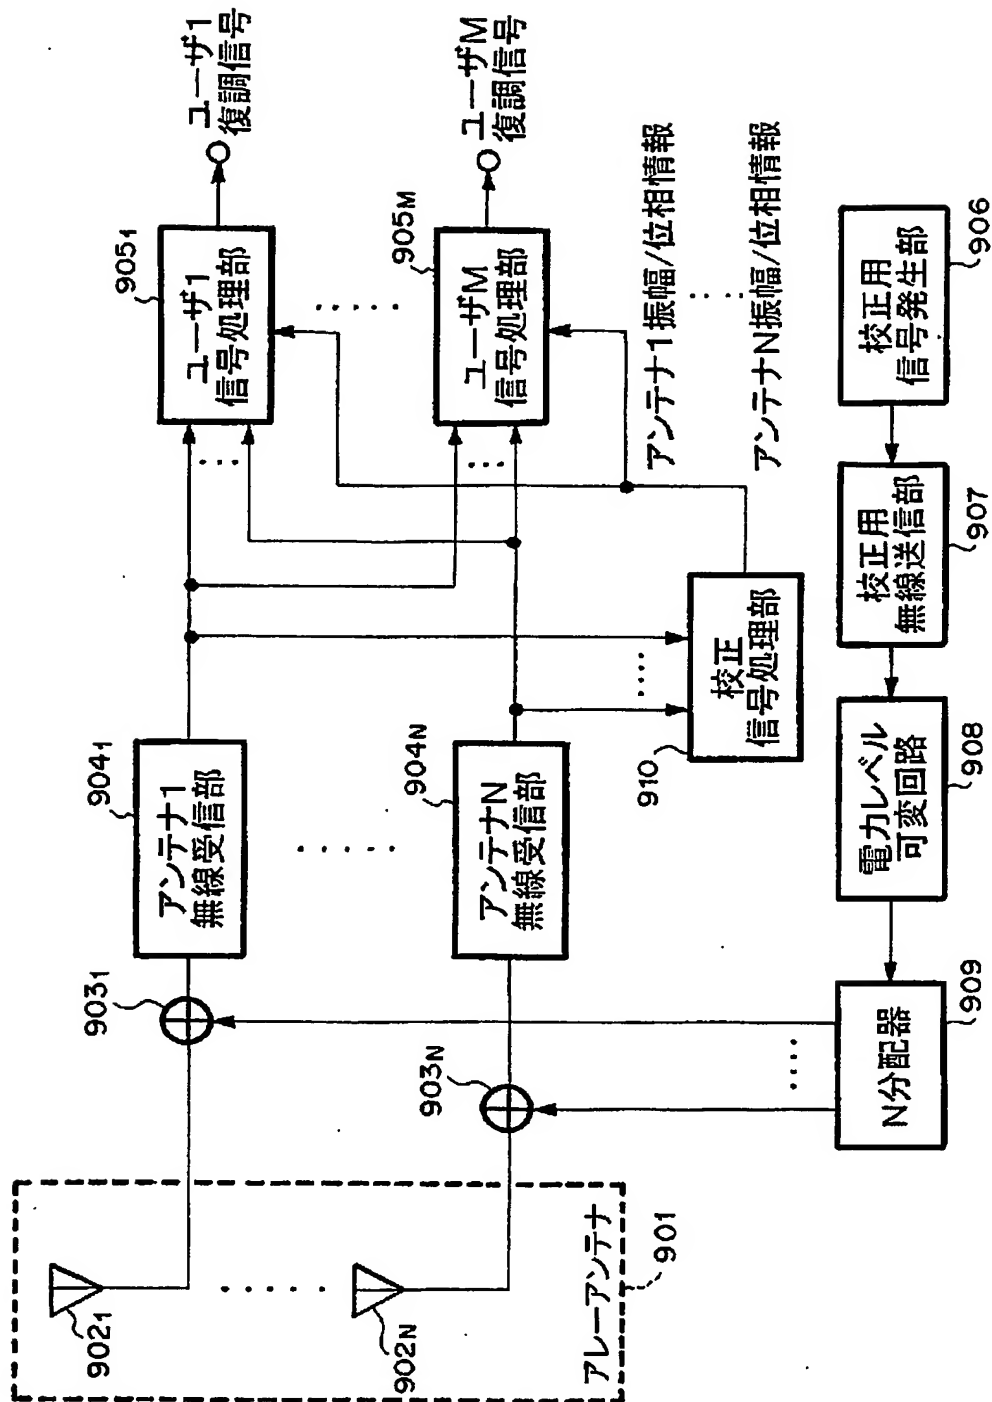 アレーアンテナ
901
902₁
902N
903₁
903N
904₁
アンテナ1
無線受信部
904N
アンテナN
無線受信部
905₁
ユーザ1
信号処理部
905M
ユーザM
信号処理部
ユーザ1
復調信号
ユーザM
復調信号
910
校正
信号処理部
アンテナ1振幅/位相情報
アンテナN振幅/位相情報
N分配器
909
電力レベル
可変回路
908
校正用
無線送信部
907
校正用
信号発生部
906